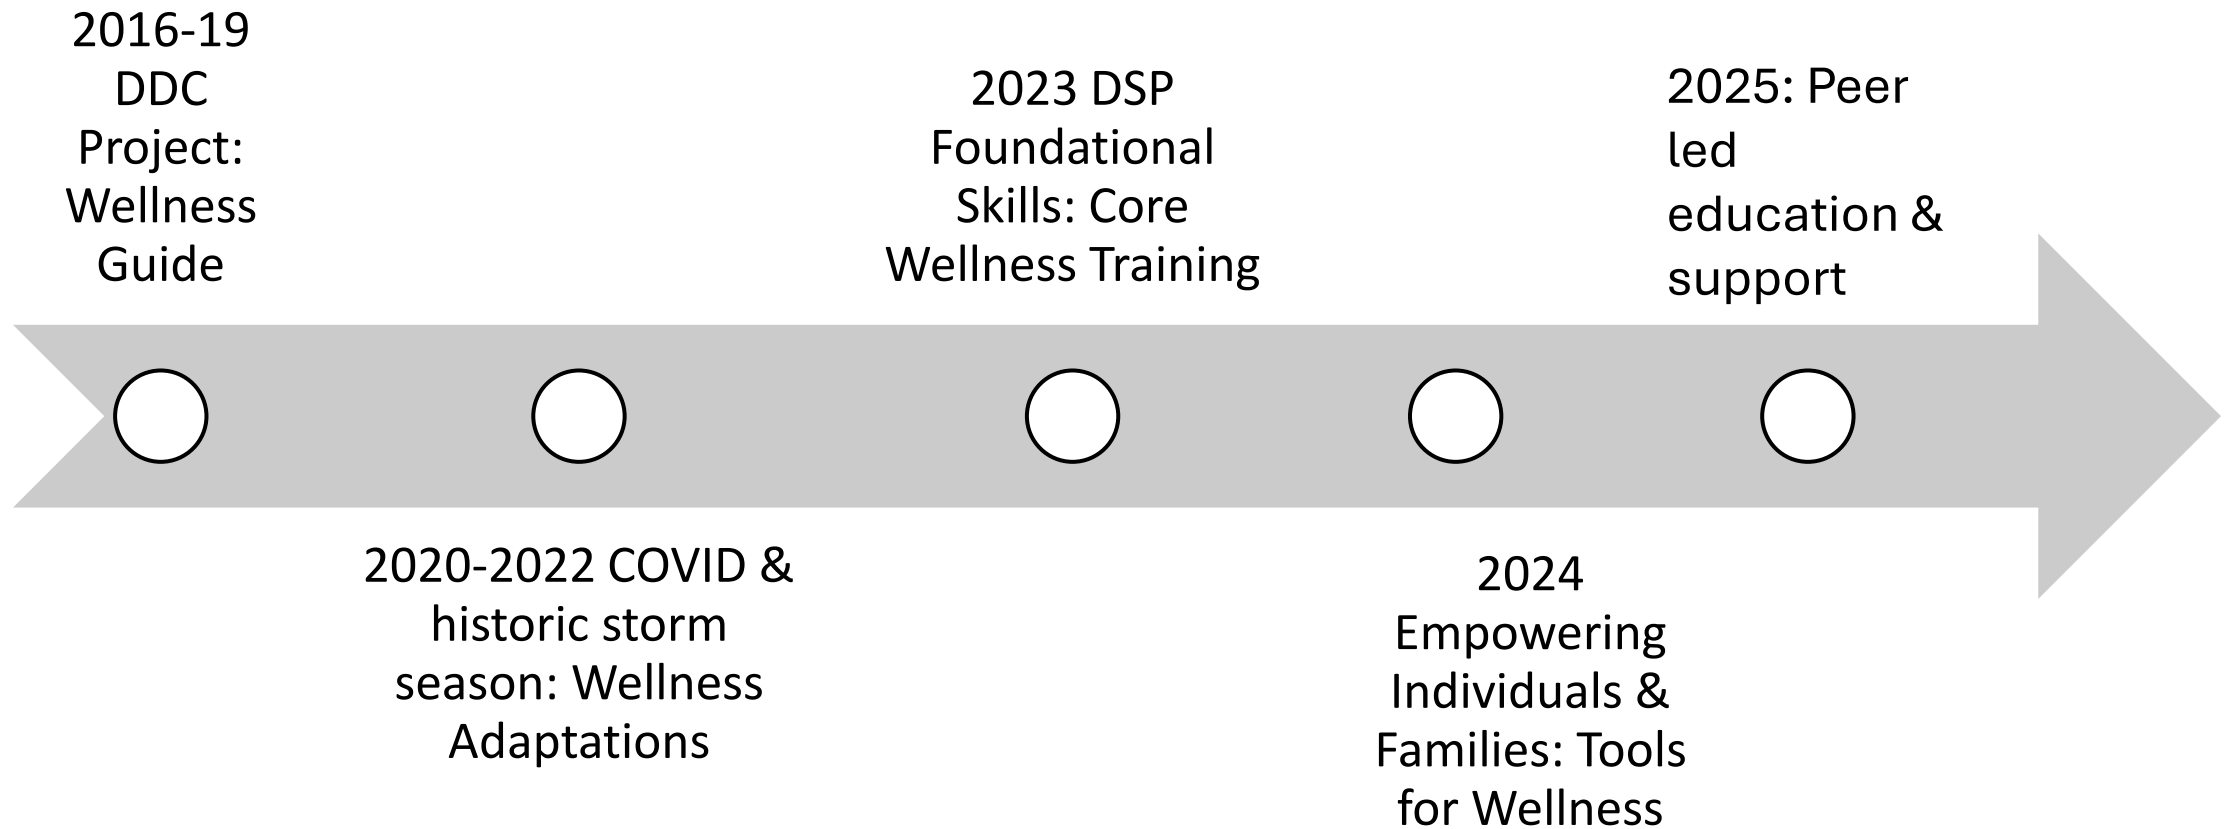 2016-19
DDC
Project:
Wellness
Guide
2020-2022 COVID &
historic storm
season: Wellness
Adaptations
2023 DSP
Foundational
Skills: Core
Wellness Training
2024
Empowering
Individuals &
Families: Tools
for Wellness
2025: Peer
led
education &
support